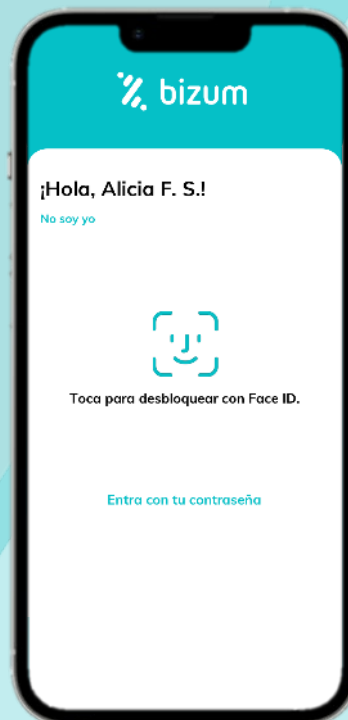 bizum
¡Hola, Alicia F. S.!
No soy yo
Toca para desbloquear con Face ID.
Entra con tu contraseña